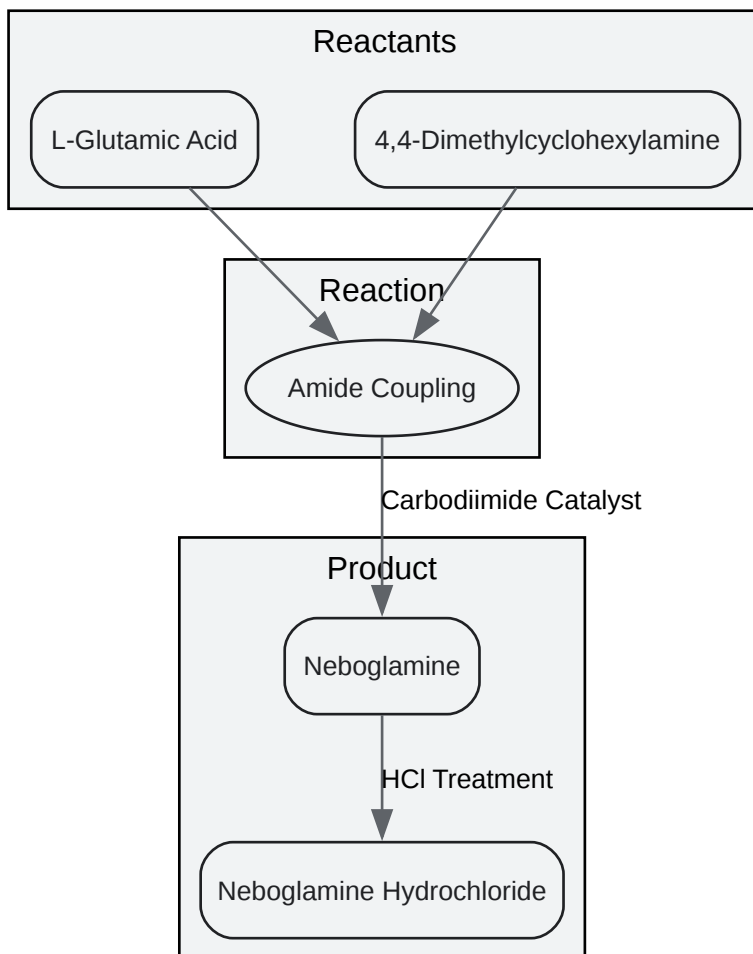 Reactants
L-Glutamic Acid
4,4-Dimethylcyclohexylamine
Reaction
Amide Coupling
Carbodiimide Catalyst
Product
Neboglamine
HCl Treatment
Neboglamine Hydrochloride